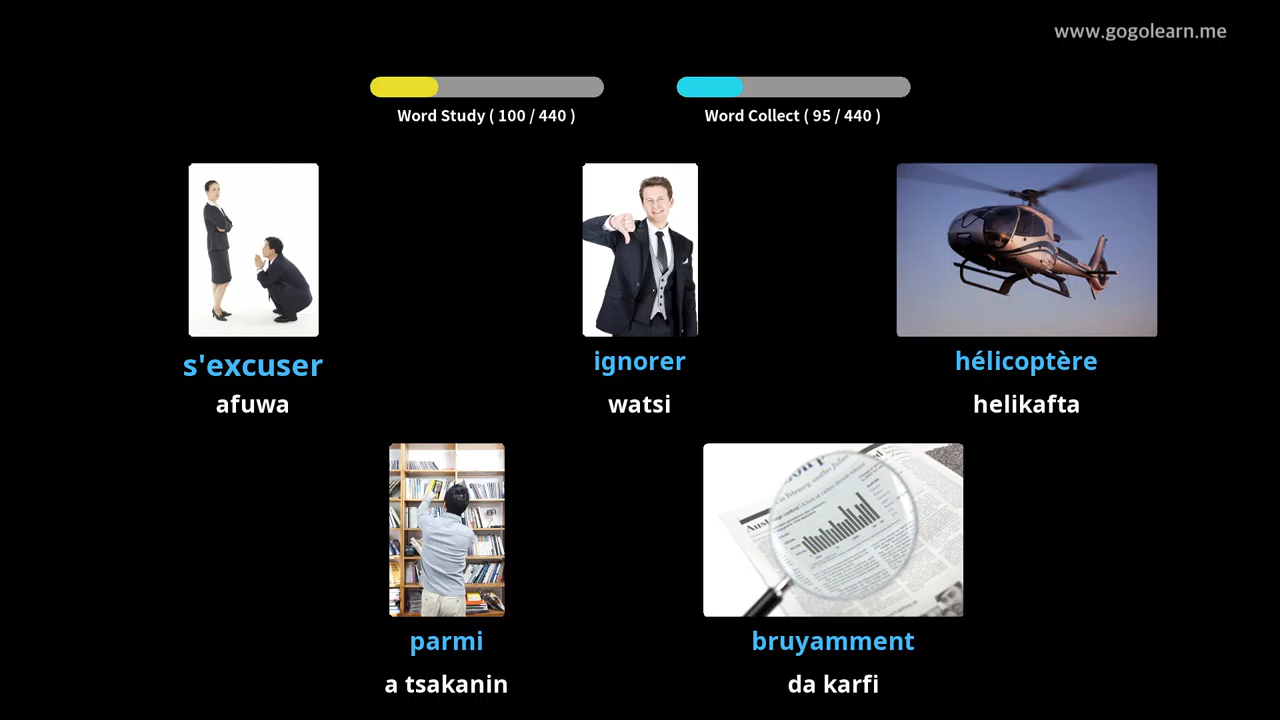 www.gogolearn.me
Word Study ( 100 / 440 )
Word Collect ( 95 / 440 )
s'excuser
afuwa
ignorer
watsi
hélicoptère
helikafta
parmi
a tsakanin
bruyamment
da karfi